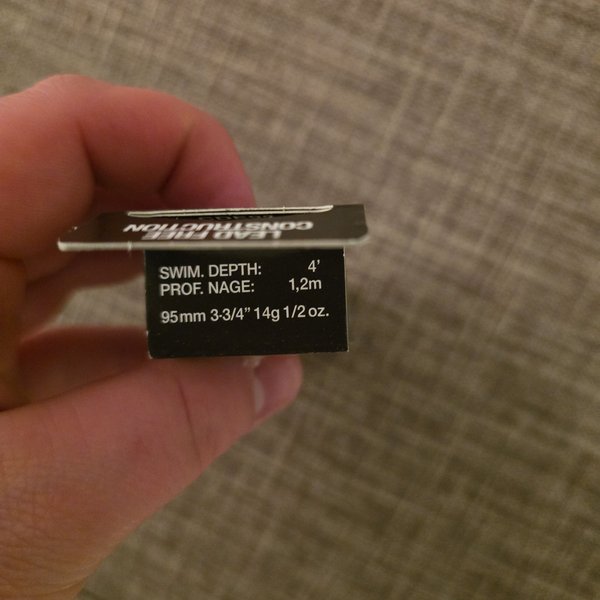 LEAD FREE
CONSTRUCTION
SWIM. DEPTH: 4'
PROF. NAGE: 1,2m
95mm 3-3/4" 14g 1/2 oz.